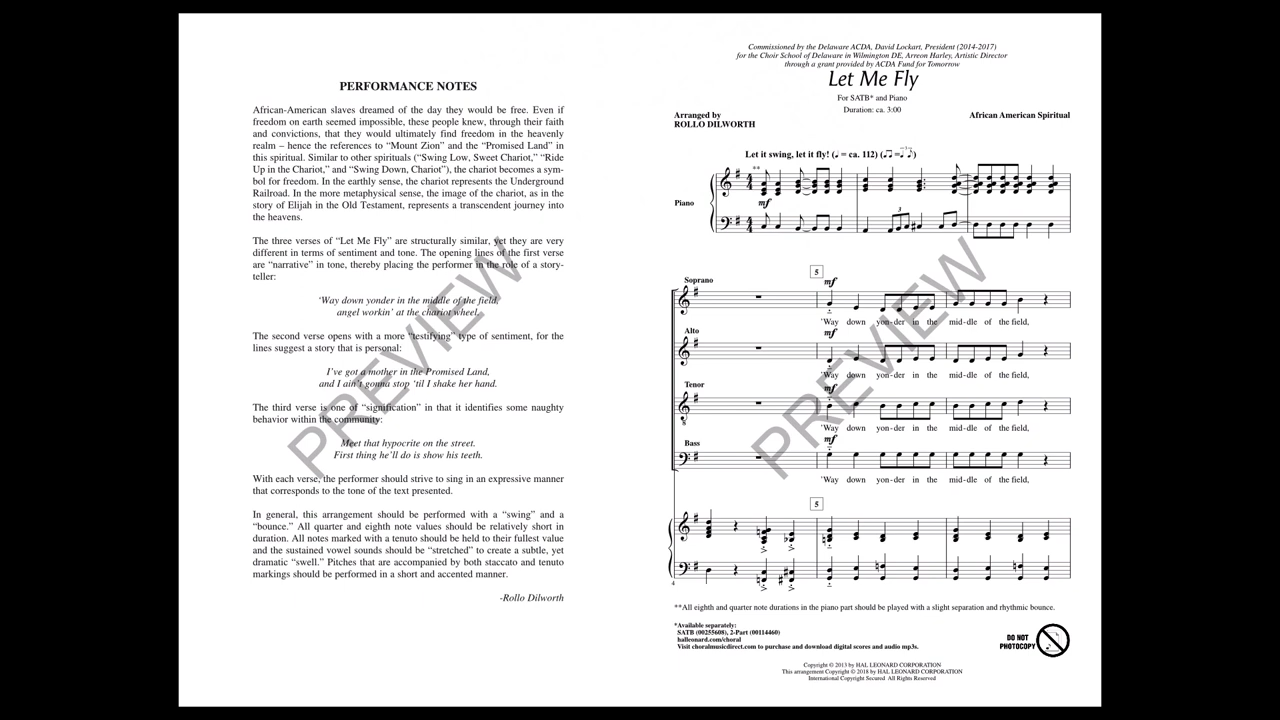 PERFORMANCE NOTES
African-American slaves dreamed of the day they would be free. Even if
freedom on earth seemed impossible, these people knew, through their faith
and convictions, that they would ultimately find freedom in the heavenly
realm – hence the references to “Mount Zion” and the “Promised Land” in
this spiritual. Similar to other spirituals (“Swing Low, Sweet Chariot,” “Ride
Up in the Chariot,” and “Swing Down, Chariot”), the chariot becomes a sym-
bol for freedom. In the earthly sense, the chariot represents the Underground
Railroad. In the more metaphysical sense, the image of the chariot, as in the
story of Elijah in the Old Testament, represents a transcendent journey into
the heavens.
The three verses of “Let Me Fly” are structurally similar, yet they are very
different in terms of sentiment and tone. The opening lines of the first verse
are “narrative” in tone, thereby placing the performer in the role of a story-
teller:
‘Way down yonder in the middle of the field,
angel workin’ at the chariot wheel.
The second verse opens with a more “testifying” type of sentiment, for the
lines suggest a story that is personal:
I’ve got a mother in the Promised Land,
and I ain’t gonna stop ’til I shake her hand.
The third verse is one of “signification” in that it identifies some naughty
behavior within the community:
Meet that hypocrite on the street.
First thing he’ll do is show his teeth.
With each verse, the performer should strive to sing in an expressive manner
that corresponds to the tone of the text presented.
In general, this arrangement should be performed with a “swing” and a
“bounce.” All quarter and eighth note values should be relatively short in
duration. All notes marked with a tenuto should be held to their fullest value
and the sustained vowel sounds should be “stretched” to create a subtle, yet
dramatic “swell.” Pitches that are accompanied by both staccato and tenuto
markings should be performed in a short and accented manner.
-Rollo Dilworth
PREVIEW
Commissioned by the Delaware ACDA, David Lockart, President (2014-2017)
for the Choir School of Delaware in Wilmington DE, Arreon Harley, Artistic Director
through a grant provided by ACDA Fund for Tomorrow
Let Me Fly
For SATB* and Piano
Duration: ca. 3:00
Arranged by
ROLLO DILWORTH
African American Spiritual
Let it swing, let it fly! (♩ = ca. 112) (♫ = ♩ ♪)
**
mf
Piano
3
5
Soprano
mf
’Way down yon-der in the mid-dle of the field,
Alto
mf
’Way down yon-der in the mid-dle of the field,
Tenor
mf
’Way down yon-der in the mid-dle of the field,
8
Bass
mf
’Way down yon-der in the mid-dle of the field,
5
4
PREVIEW
**All eighth and quarter note durations in the piano part should be played with a slight separation and rhythmic bounce.
*Available separately:
SATB (00255608), 2-Part (00114460)
halleonard.com/choral
Visit choralmusicdirect.com to purchase and download digital scores and audio mp3s.
DO NOT
PHOTOCOPY
Copyright © 2013 by HAL LEONARD CORPORATION
This arrangement Copyright © 2018 by HAL LEONARD CORPORATION
International Copyright Secured All Rights Reserved